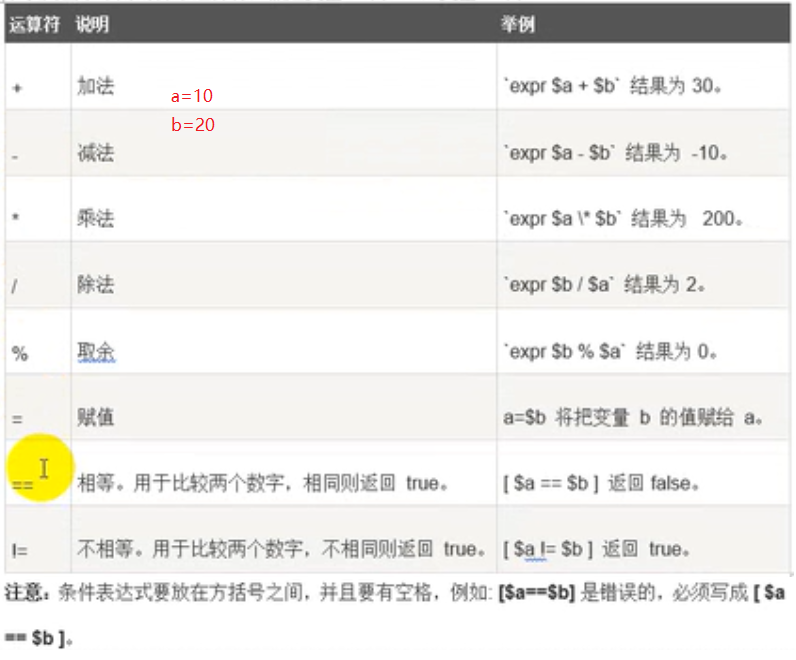 运算符 说明 举例
+ 加法 `expr $a + $b` 结果为 30。
a=10
b=20
- 减法 `expr $a - $b` 结果为 -10。
* 乘法 `expr $a \* $b` 结果为 200。
/ 除法 `expr $b / $a` 结果为 2。
% 取余 `expr $b % $a` 结果为 0。
= 赋值 a=$b 将把变量 b 的值赋给 a。
== 相等。用于比较两个数字，相同则返回 true。 [ $a == $b ] 返回 false。
!= 不相等。用于比较两个数字，不相同则返回 true。 [ $a != $b ] 返回 true。
注意：条件表达式要放在方括号之间，并且要有空格，例如: [$a==$b] 是错误的，必须写成 [ $a
== $b ]。